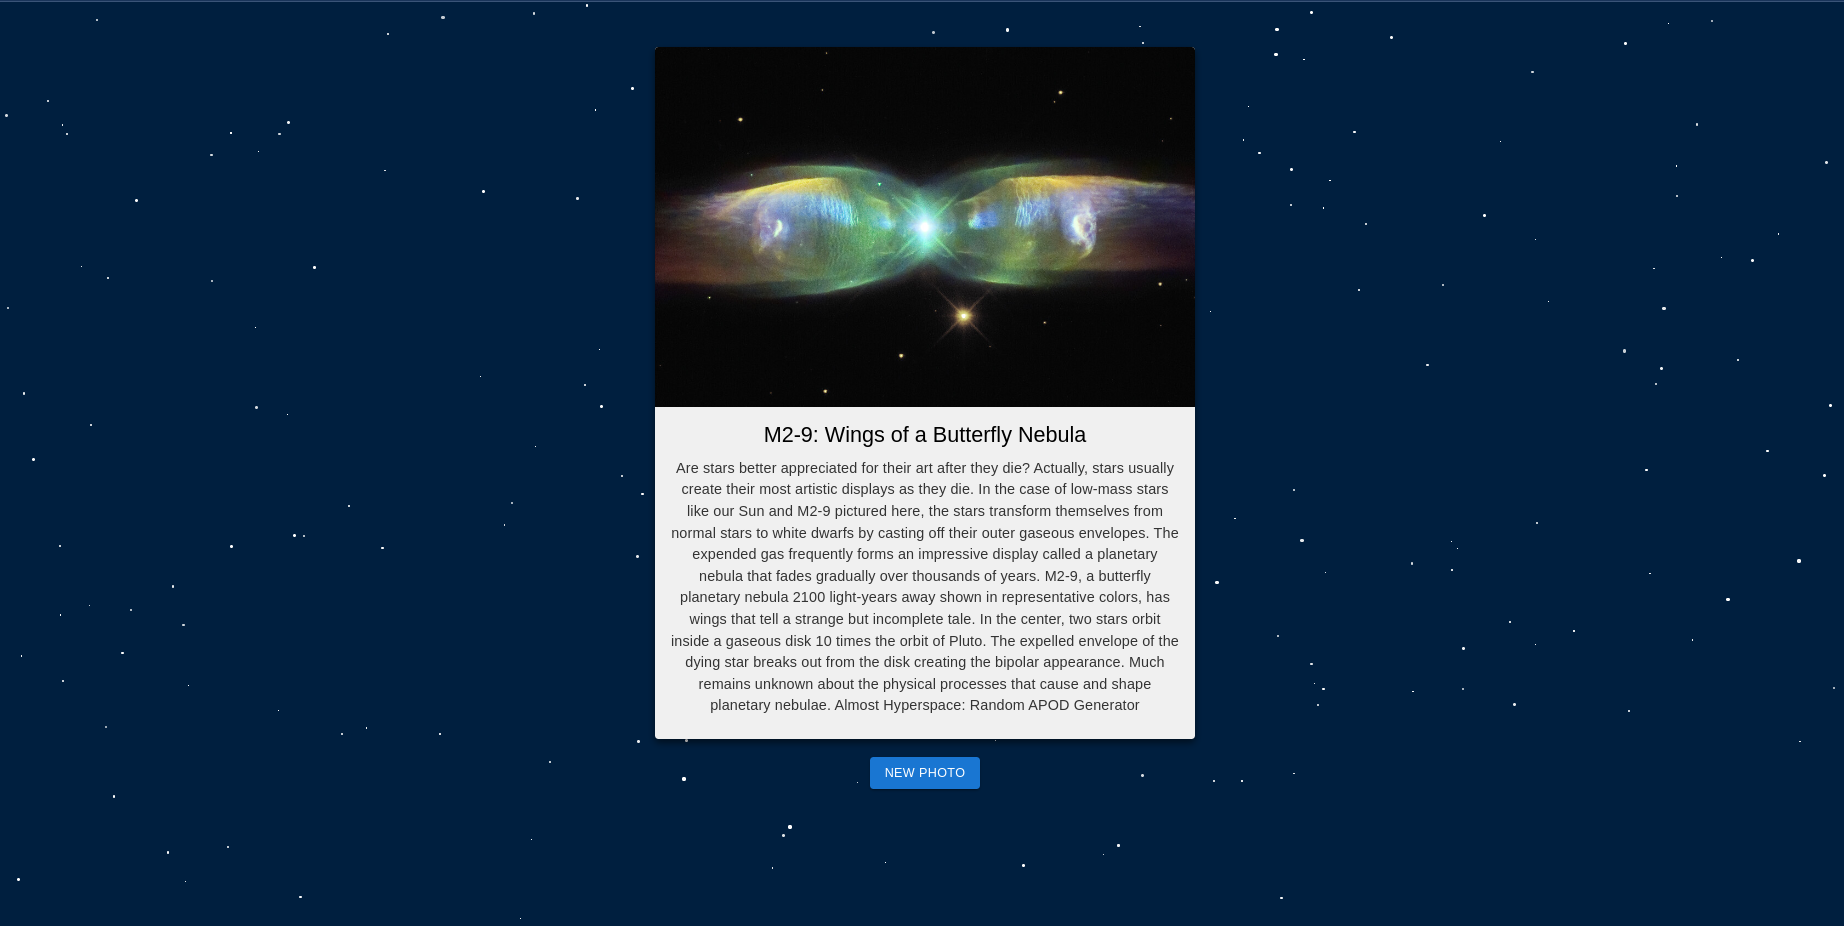 M2-9: Wings of a Butterfly Nebula
Are stars better appreciated for their art after they die? Actually, stars usually
create their most artistic displays as they die. In the case of low-mass stars
like our Sun and M2-9 pictured here, the stars transform themselves from
normal stars to white dwarfs by casting off their outer gaseous envelopes. The
expended gas frequently forms an impressive display called a planetary
nebula that fades gradually over thousands of years. M2-9, a butterfly
planetary nebula 2100 light-years away shown in representative colors, has
wings that tell a strange but incomplete tale. In the center, two stars orbit
inside a gaseous disk 10 times the orbit of Pluto. The expelled envelope of the
dying star breaks out from the disk creating the bipolar appearance. Much
remains unknown about the physical processes that cause and shape
planetary nebulae. Almost Hyperspace: Random APOD Generator
NEW PHOTO